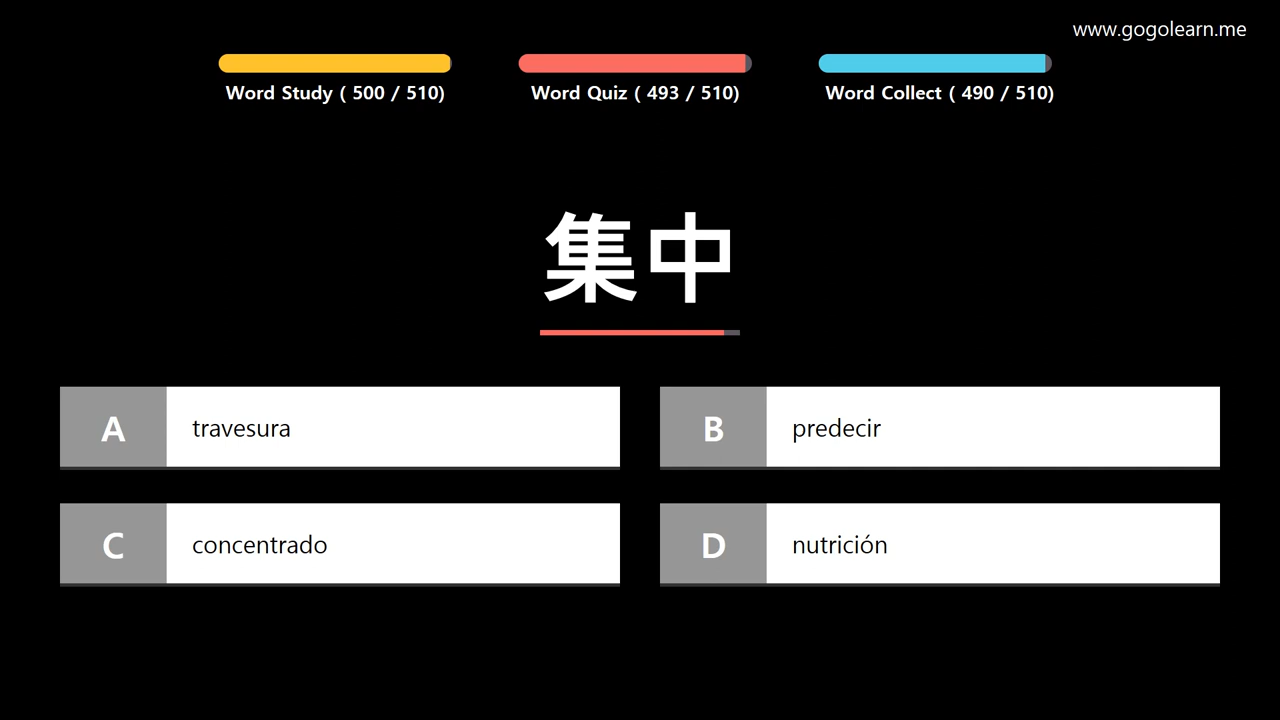 www.gogolearn.me
Word Study ( 500 / 510)
Word Quiz ( 493 / 510)
Word Collect ( 490 / 510)
集中
A travesura
B predecir
C concentrado
D nutrición